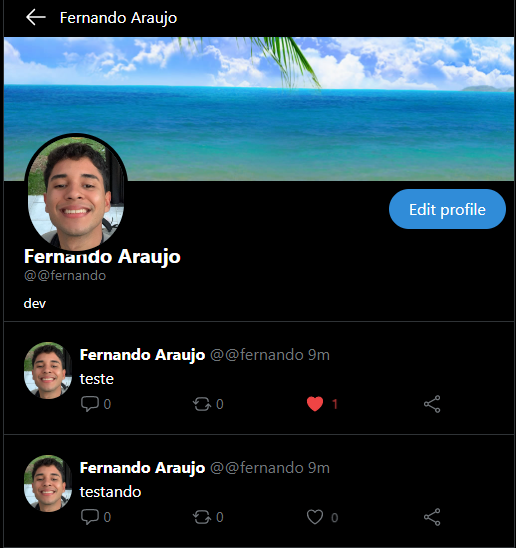 Fernando Araujo
Edit profile
Fernando Araujo
@@fernando
dev
Fernando Araujo @@fernando 9m
teste
0 0 1
Fernando Araujo @@fernando 9m
testando
0 0 0